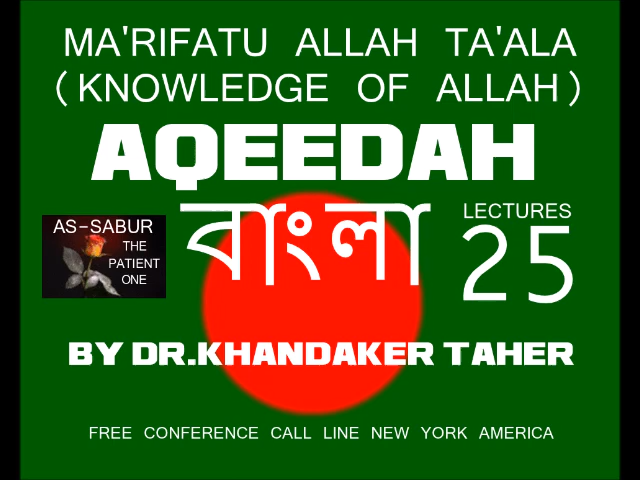 MA'RIFATU ALLAH TA'ALA
(KNOWLEDGE OF ALLAH)
AQEEDAH
বাংলা
LECTURES
25
AS-SABUR
THE
PATIENT
ONE
BY DR.KHANDAKER TAHER
FREE CONFERENCE CALL LINE NEW YORK AMERICA